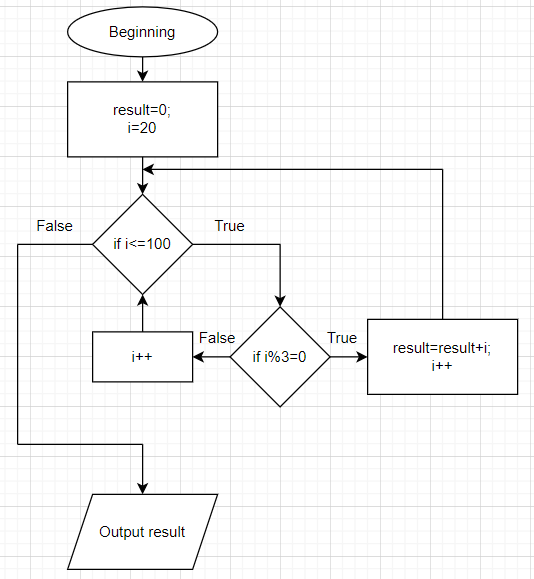 Beginning
result=0;
i=20
False
True
if i<=100
i++
False
if i%3=0
True
result=result+i;
i++
Output result